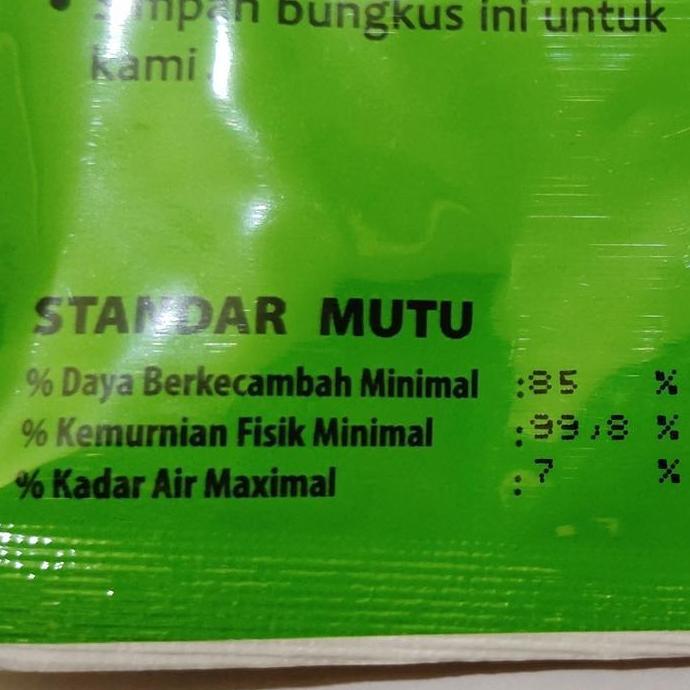 • Simpan bungkus ini untuk
kami.
STANDAR MUTU
% Daya Berkecambah Minimal :85 %
% Kemurnian Fisik Minimal :99,8 %
% Kadar Air Maximal :7 %